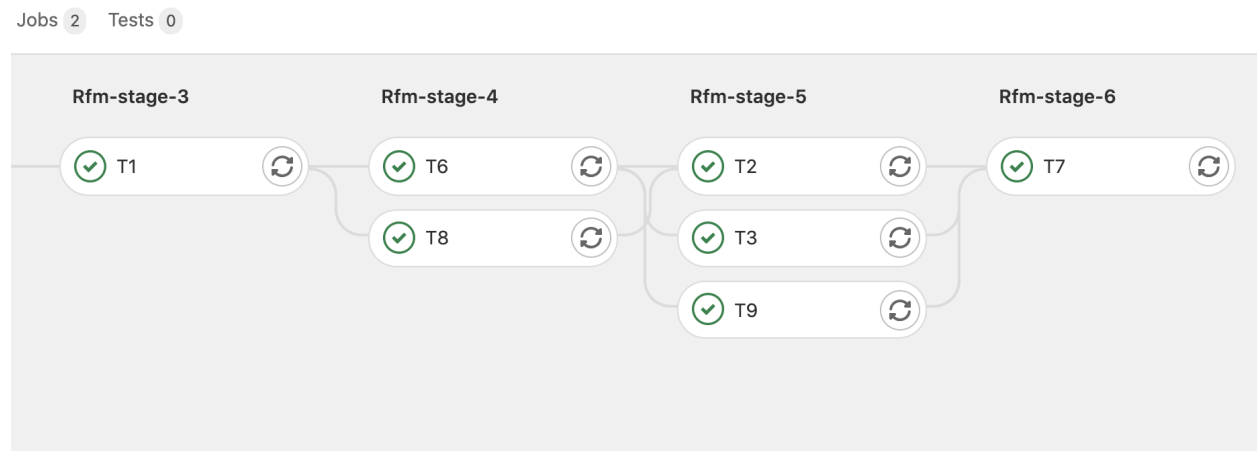 Jobs 2 Tests 0
Rfm-stage-3 Rfm-stage-4 Rfm-stage-5 Rfm-stage-6
T1 T6 T2 T7
T8 T3
T9